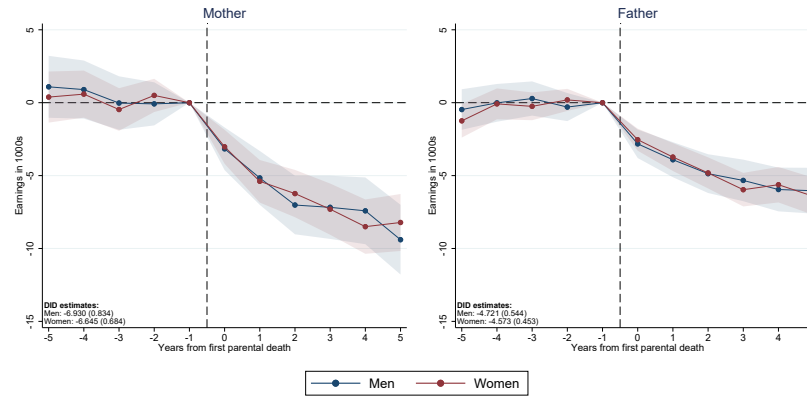 Mother
Earnings in 1000s
5
0
-5
-10
-15
DID estimates:
Men: -6.930 (0.834)
Women: -6.645 (0.684)
-5 -4 -3 -2 -1 0 1 2 3 4 5
Years from first parental death
Father
Earnings in 1000s
5
0
-5
-10
-15
DID estimates:
Men: -4.721 (0.544)
Women: -4.573 (0.453)
-5 -4 -3 -2 -1 0 1 2 3 4
Years from first parental death
Men Women